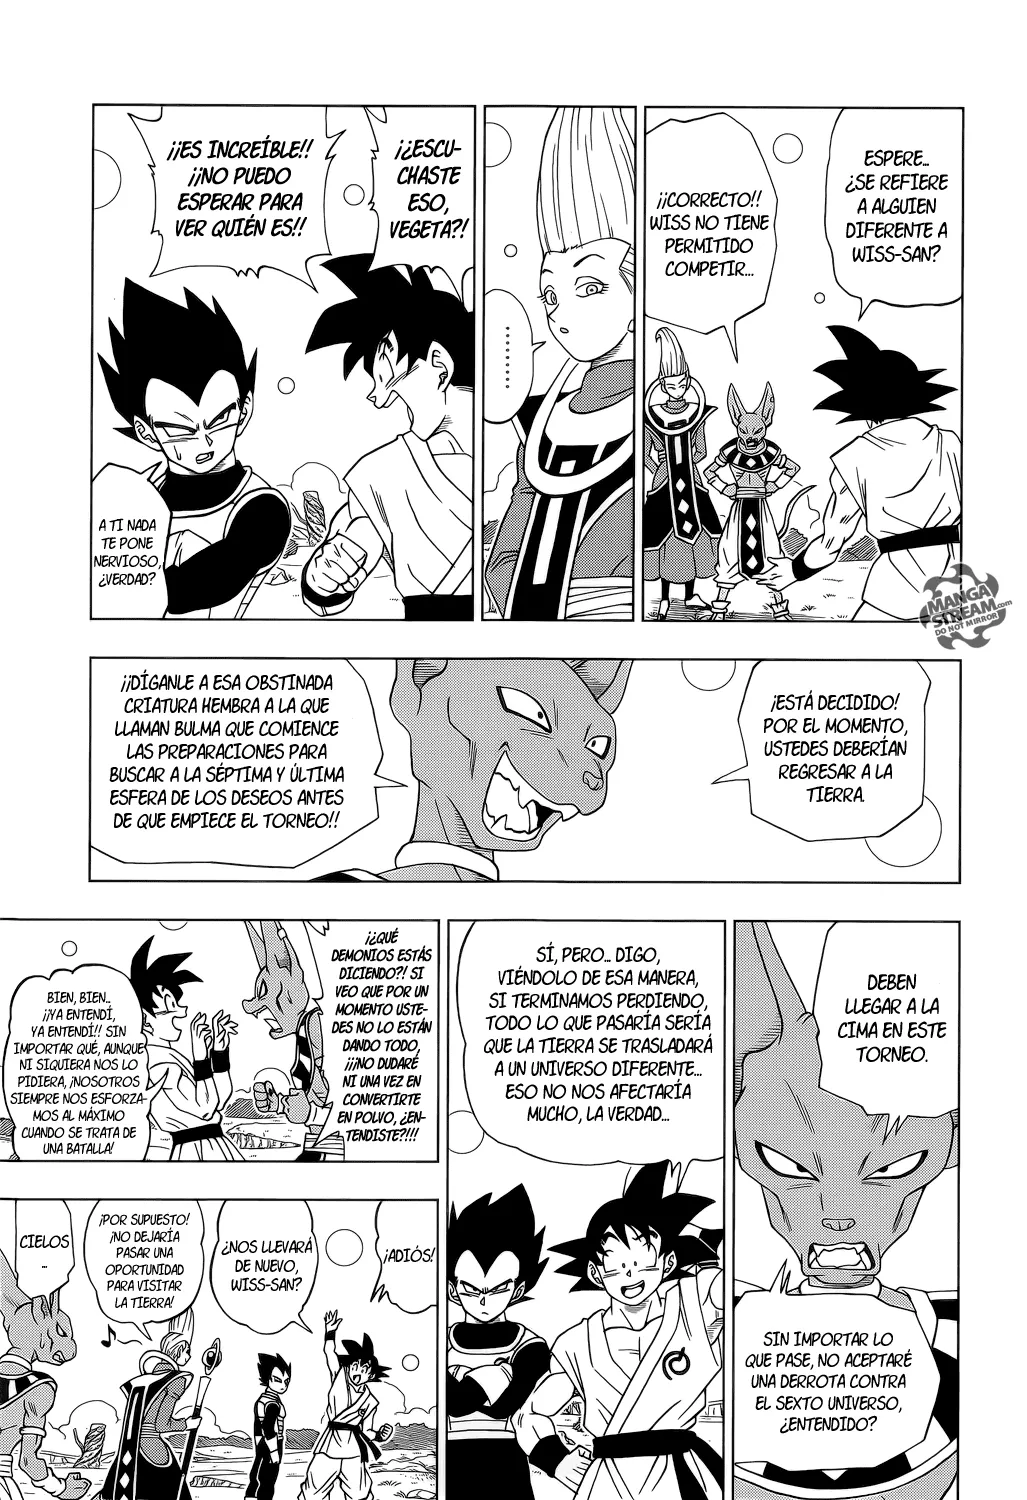 ESPERE...
¿SE REFIERE
A ALGUIEN
DIFERENTE A
WISS-SAN?
¡¡CORRECTO!!
WISS NO TIENE
PERMITIDO
COMPETIR...
.........
¡¿ESCU-
CHASTE
ESO,
VEGETA?!
¡¡ES INCREÍBLE!!
¡¡NO PUEDO
ESPERAR PARA
VER QUIÉN ES!!
A TI NADA
TE PONE
NERVIOSO,
¿VERDAD?
MANGA
STREAM.com
DO NOT MIRROR
¡ESTÁ DECIDIDO!
POR EL MOMENTO,
USTEDES DEBERÍAN
REGRESAR A LA
TIERRA.
¡¡DÍGANLE A ESA OBSTINADA
CRIATURA HEMBRA A LA QUE
LLAMAN BULMA QUE COMIENCE
LAS PREPARACIONES PARA
BUSCAR A LA SÉPTIMA Y ÚLTIMA
ESFERA DE LOS DESEOS ANTES
DE QUE EMPIECE EL TORNEO!!
DEBEN
LLEGAR A LA
CIMA EN ESTE
TORNEO.
SIN IMPORTAR LO
QUE PASE, NO ACEPTARÉ
UNA DERROTA CONTRA
EL SEXTO UNIVERSO,
¿ENTENDIDO?
SÍ, PERO... DIGO,
VIÉNDOLO DE ESA MANERA,
SI TERMINAMOS PERDIENDO,
TODO LO QUE PASARÍA SERÍA
QUE LA TIERRA SE TRASLADARÁ
A UN UNIVERSO DIFERENTE...
ESO NO NOS AFECTARÍA
MUCHO, LA VERDAD...
¡¿QUÉ
DEMONIOS ESTÁS
DICIENDO?! SI
VEO QUE POR UN
MOMENTO USTE-
DES NO LO ESTÁN
DANDO TODO,
¡¡¡NO DUDARÉ
NI UNA VEZ EN
CONVERTIRTE
EN POLVO, ¿EN-
TENDISTE?!!!
BIEN, BIEN..
¡¡YA ENTENDÍ,
YA ENTENDÍ!! SIN
IMPORTAR QUÉ, AUNQUE
NI SIQUIERA NOS LO
PIDIERA, ¡NOSOTROS
SIEMPRE NOS ESFORZA-
MOS AL MÁXIMO
CUANDO SE TRATA DE
UNA BATALLA!
¡ADIÓS!
¿NOS LLEVARÁ
DE NUEVO,
WISS-SAN?
¡POR SUPUESTO!
¡NO DEJARÍA
PASAR UNA
OPORTUNIDAD
PARA VISITAR
LA TIERRA!
CIELOS
...